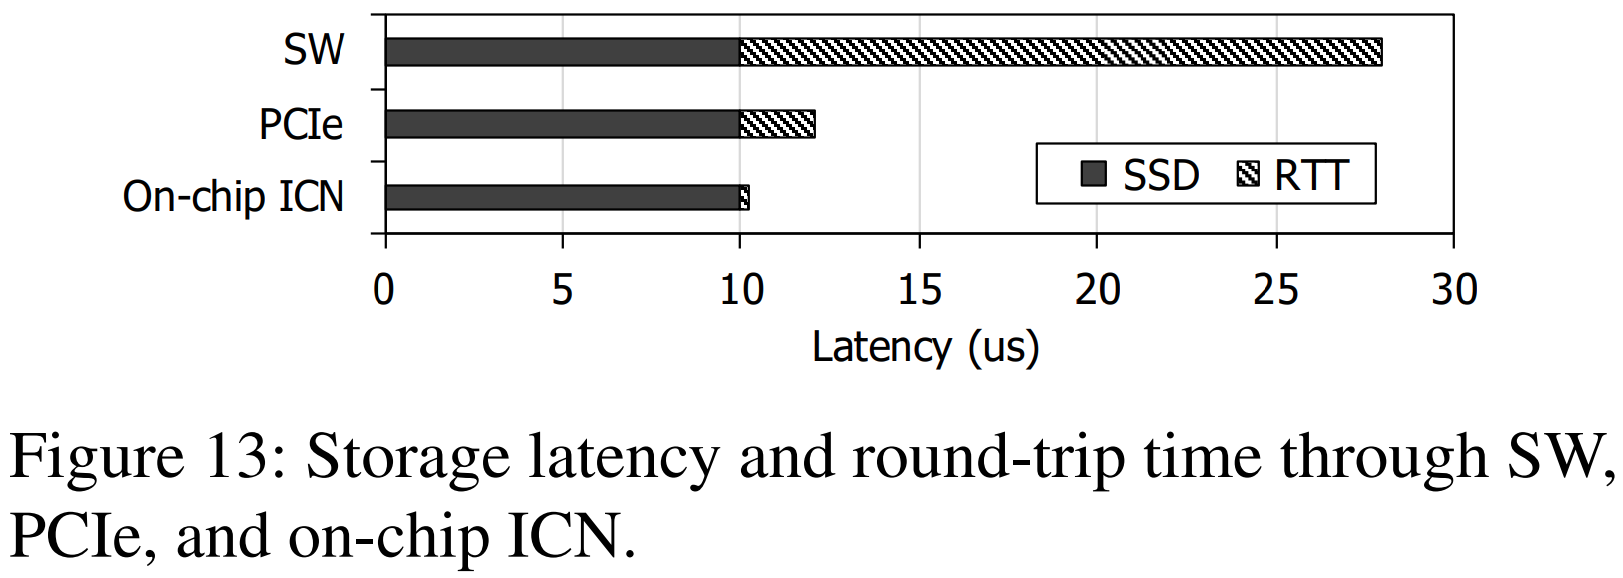 SW
PCIe
On-chip ICN
SSD RTT
0 5 10 15 20 25 30
Latency (us)
Figure 13: Storage latency and round-trip time through SW,
PCIe, and on-chip ICN.